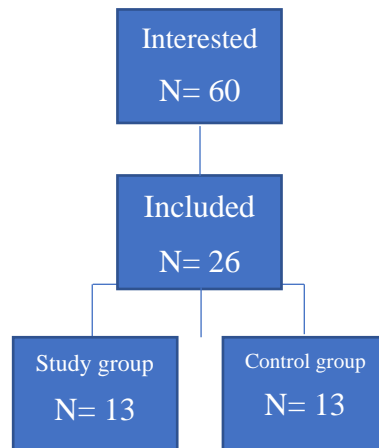 Interested
N= 60
Included
N= 26
Study group
N= 13
Control group
N= 13